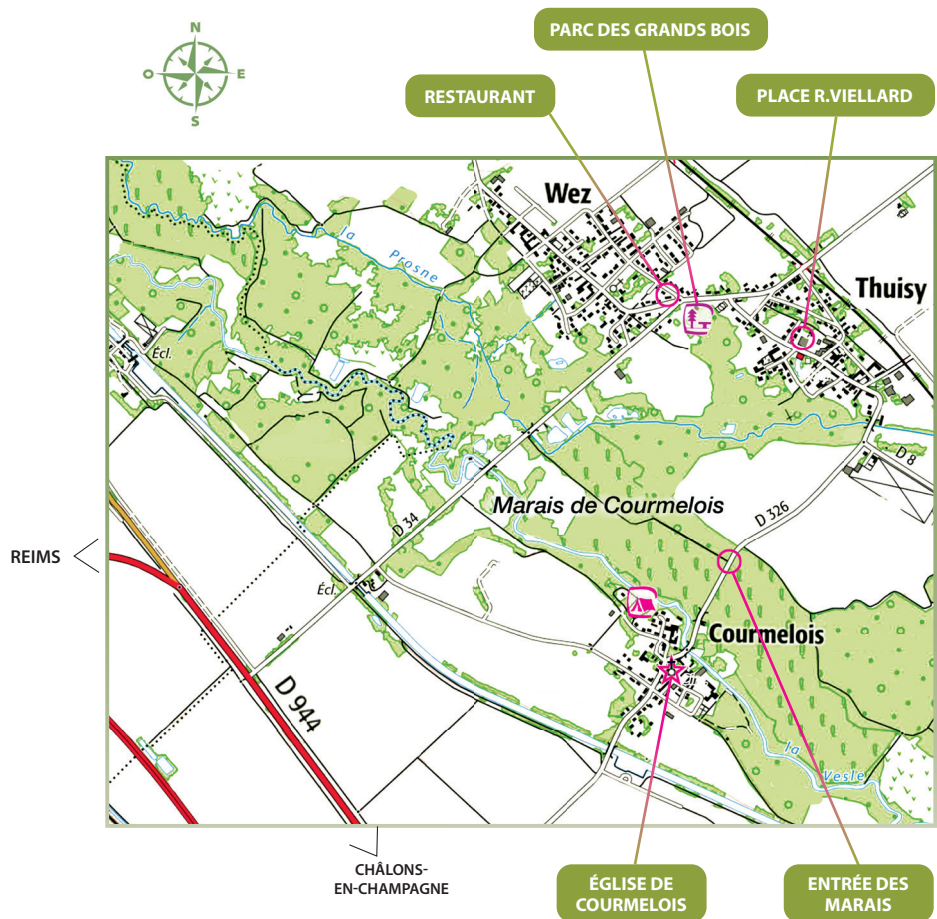 PARC DES GRANDS BOIS
RESTAURANT
PLACE R.VIELLARD
N
O
E
S
Wez
la
Prosne
Thuisy
Écl.
D 8
Marais de Courmelois
D 34
D 326
REIMS
Écl.
Courmelois
D 944
la
Vesle
CHÂLONS-
EN-CHAMPAGNE
ÉGLISE DE
COURMELOIS
ENTRÉE DES
MARAIS